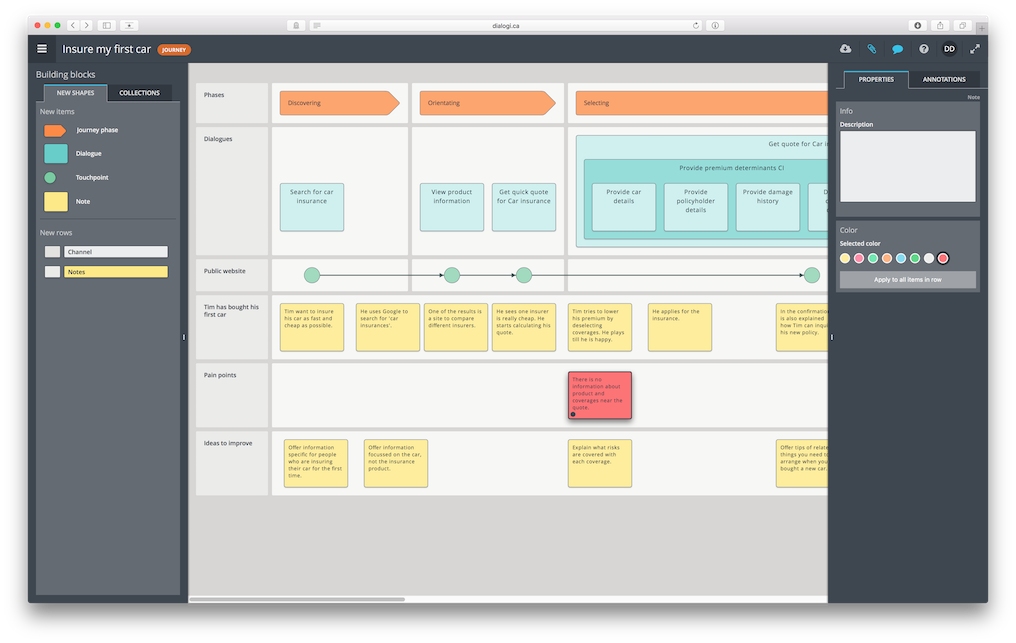 dialogi.ca
Insure my first car
JOURNEY
DD
Building blocks
NEW SHAPES
COLLECTIONS
New items
Journey phase
Dialogue
Touchpoint
Note
New rows
Channel
Notes
Phases
Discovering
Orientating
Selecting
Dialogues
Search for car
insurance
View product
information
Get quick quote
for Car insurance
Get quote for Car in
Provide premium determinants CI
Provide car
details
Provide
policyholder
details
Provide damage
history
Public website
Tim has bought his
first car
Tim want to insure
his car as fast and
cheap as possible.
He uses Google to
search for 'car
insurances'.
One of the results is
a site to compare
different insurers.
He sees one insurer
is really cheap. He
starts calculating his
quote.
Tim tries to lower
his premium by
deselecting
coverages. He plays
till he is happy.
He applies for the
insurance.
In the confirmation
is also explained
how Tim can inqu
his new policy.
Pain points
There is no
information about
product and
coverages near the
quote.
Ideas to improve
Offer information
specific for people
who are insuring
their car for the first
time.
Offer information
focussed on the car,
not the insurance
product.
Explain what risks
are covered with
each coverage.
Offer tips of relate
things you need to
arrange when you
bought a new car.
PROPERTIES
ANNOTATIONS
Note
Info
Description
Color
Selected color
Apply to all items in row